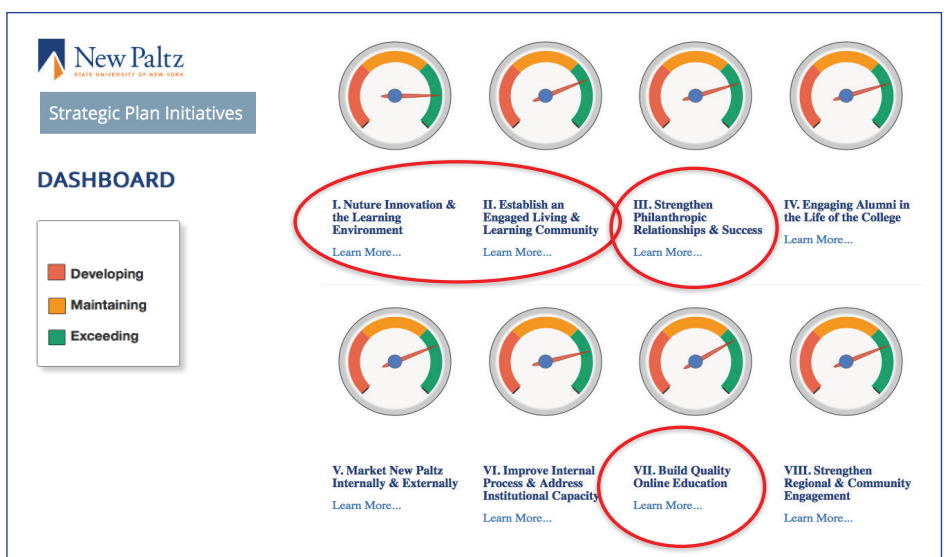 New Paltz
STATE UNIVERSITY OF NEW YORK
Strategic Plan Initiatives
DASHBOARD
Developing
Maintaining
Exceeding
I. Nuture Innovation &
the Learning
Environment
Learn More...
II. Establish an
Engaged Living &
Learning Community
Learn More...
III. Strengthen
Philanthropic
Relationships & Success
Learn More...
IV. Engaging Alumni in
the Life of the College
Learn More...
V. Market New Paltz
Internally & Externally
Learn More...
VI. Improve Internal
Process & Address
Institutional Capacity
Learn More...
VII. Build Quality
Online Education
Learn More...
VIII. Strengthen
Regional & Community
Engagement
Learn More...